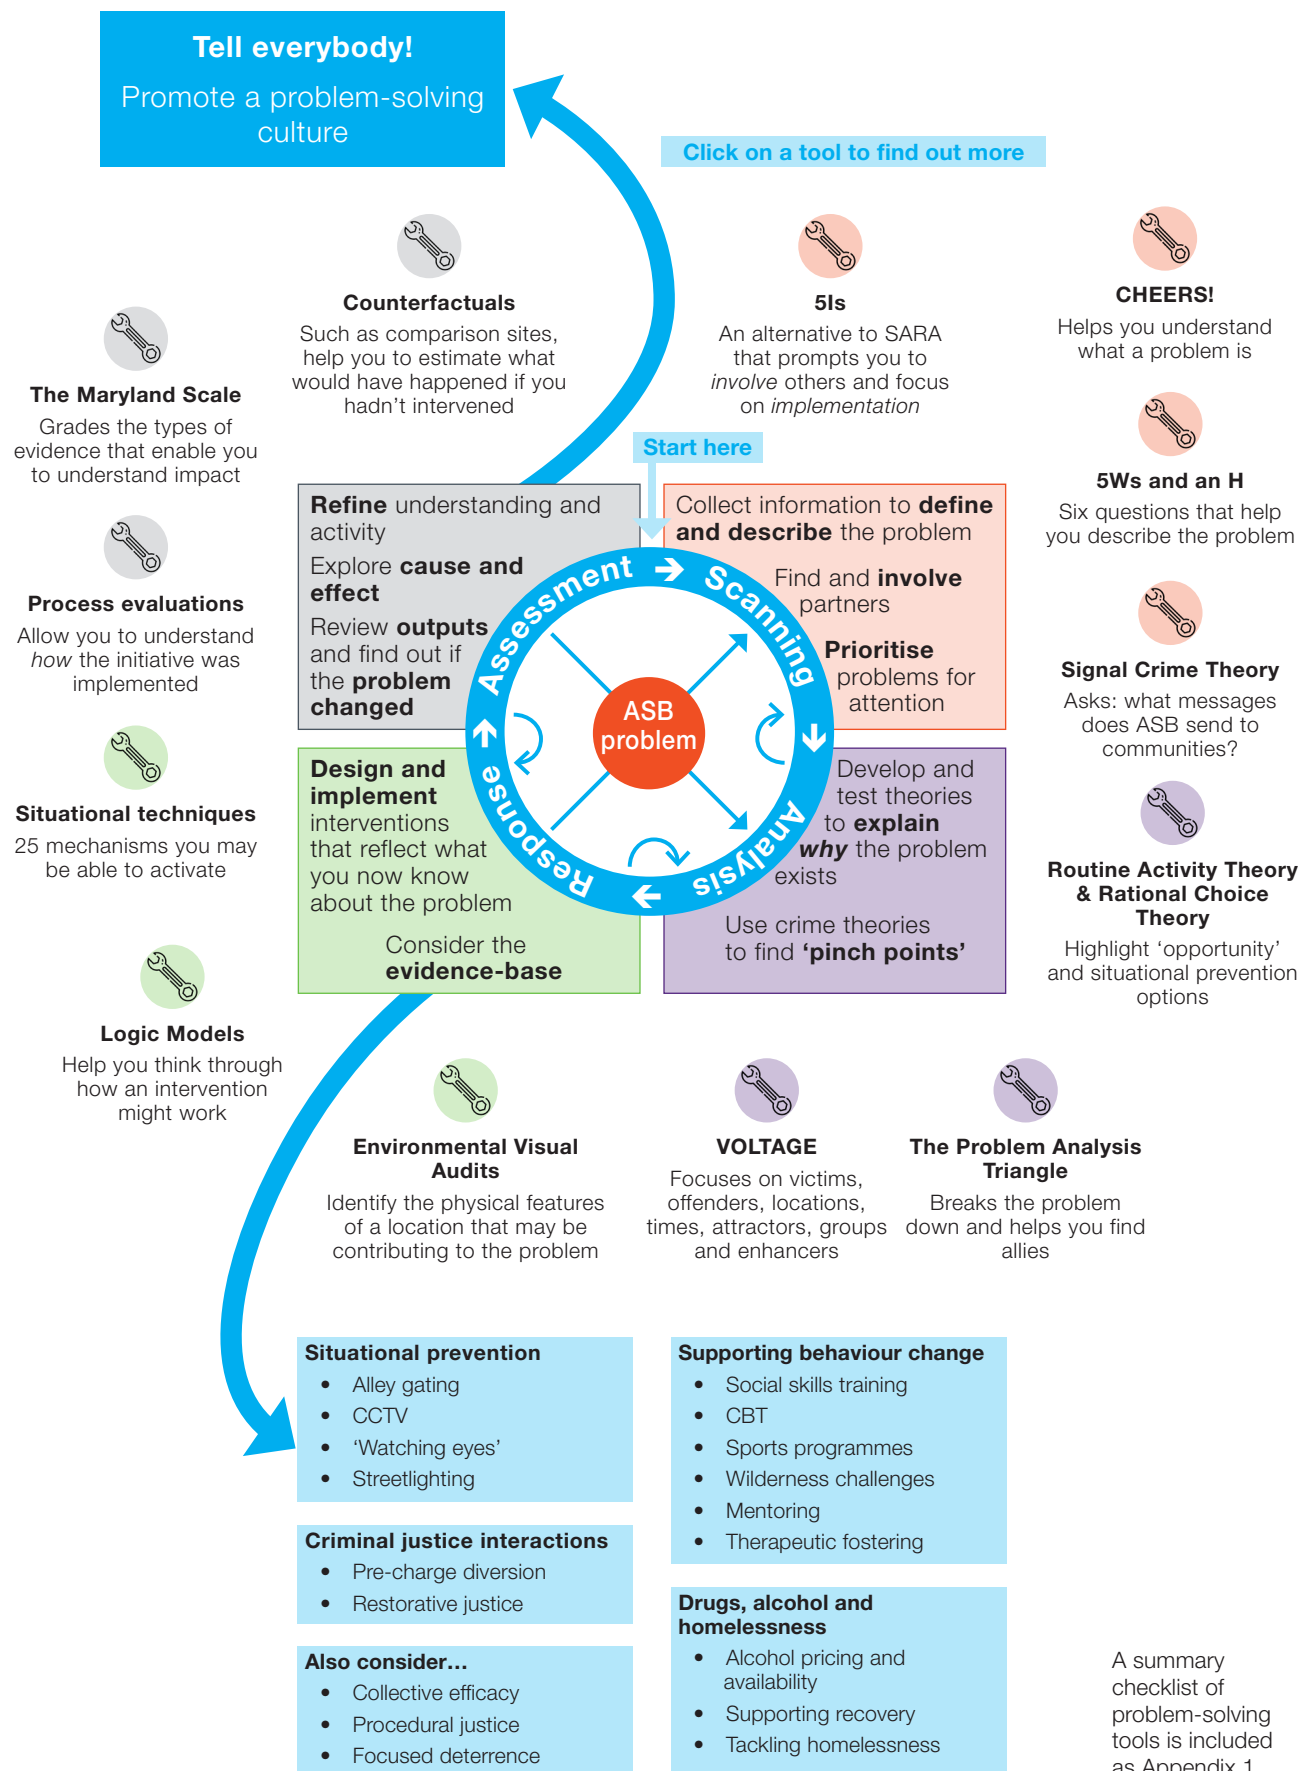 Tell everybody!
Promote a problem-solving
culture
Click on a tool to find out more
Counterfactuals
Such as comparison sites,
help you to estimate what
would have happened if you
hadn't intervened
5Is
An alternative to SARA
that prompts you to
involve others and focus
on implementation
CHEERS!
Helps you understand
what a problem is
The Maryland Scale
Grades the types of
evidence that enable you
to understand impact
5Ws and an H
Six questions that help
you describe the problem
Process evaluations
Allow you to understand
how the initiative was
implemented
Signal Crime Theory
Asks: what messages
does ASB send to
communities?
Situational techniques
25 mechanisms you may
be able to activate
Routine Activity Theory
& Rational Choice
Theory
Highlight 'opportunity'
and situational prevention
options
Logic Models
Help you think through
how an intervention
might work
Start here
Refine understanding and
activity
Explore cause and
effect
Review outputs
and find out if
the problem
changed
Collect information to define
and describe the problem
Find and involve
partners
Prioritise
problems for
attention
Assessment
Scanning
Analysis
Response
ASB
problem
Design and
implement
interventions
that reflect what
you now know
about the problem
Consider the
evidence-base
Develop and
test theories
to explain
why the problem
exists
Use crime theories
to find 'pinch points'
Environmental Visual
Audits
Identify the physical features
of a location that may be
contributing to the problem
VOLTAGE
Focuses on victims,
offenders, locations,
times, attractors, groups
and enhancers
The Problem Analysis
Triangle
Breaks the problem
down and helps you find
allies
Situational prevention
• Alley gating
• CCTV
• 'Watching eyes'
• Streetlighting
Criminal justice interactions
• Pre-charge diversion
• Restorative justice
Also consider...
• Collective efficacy
• Procedural justice
• Focused deterrence
Supporting behaviour change
• Social skills training
• CBT
• Sports programmes
• Wilderness challenges
• Mentoring
• Therapeutic fostering
Drugs, alcohol and
homelessness
• Alcohol pricing and
availability
• Supporting recovery
• Tackling homelessness
A summary
checklist of
problem-solving
tools is included
as Appendix 1